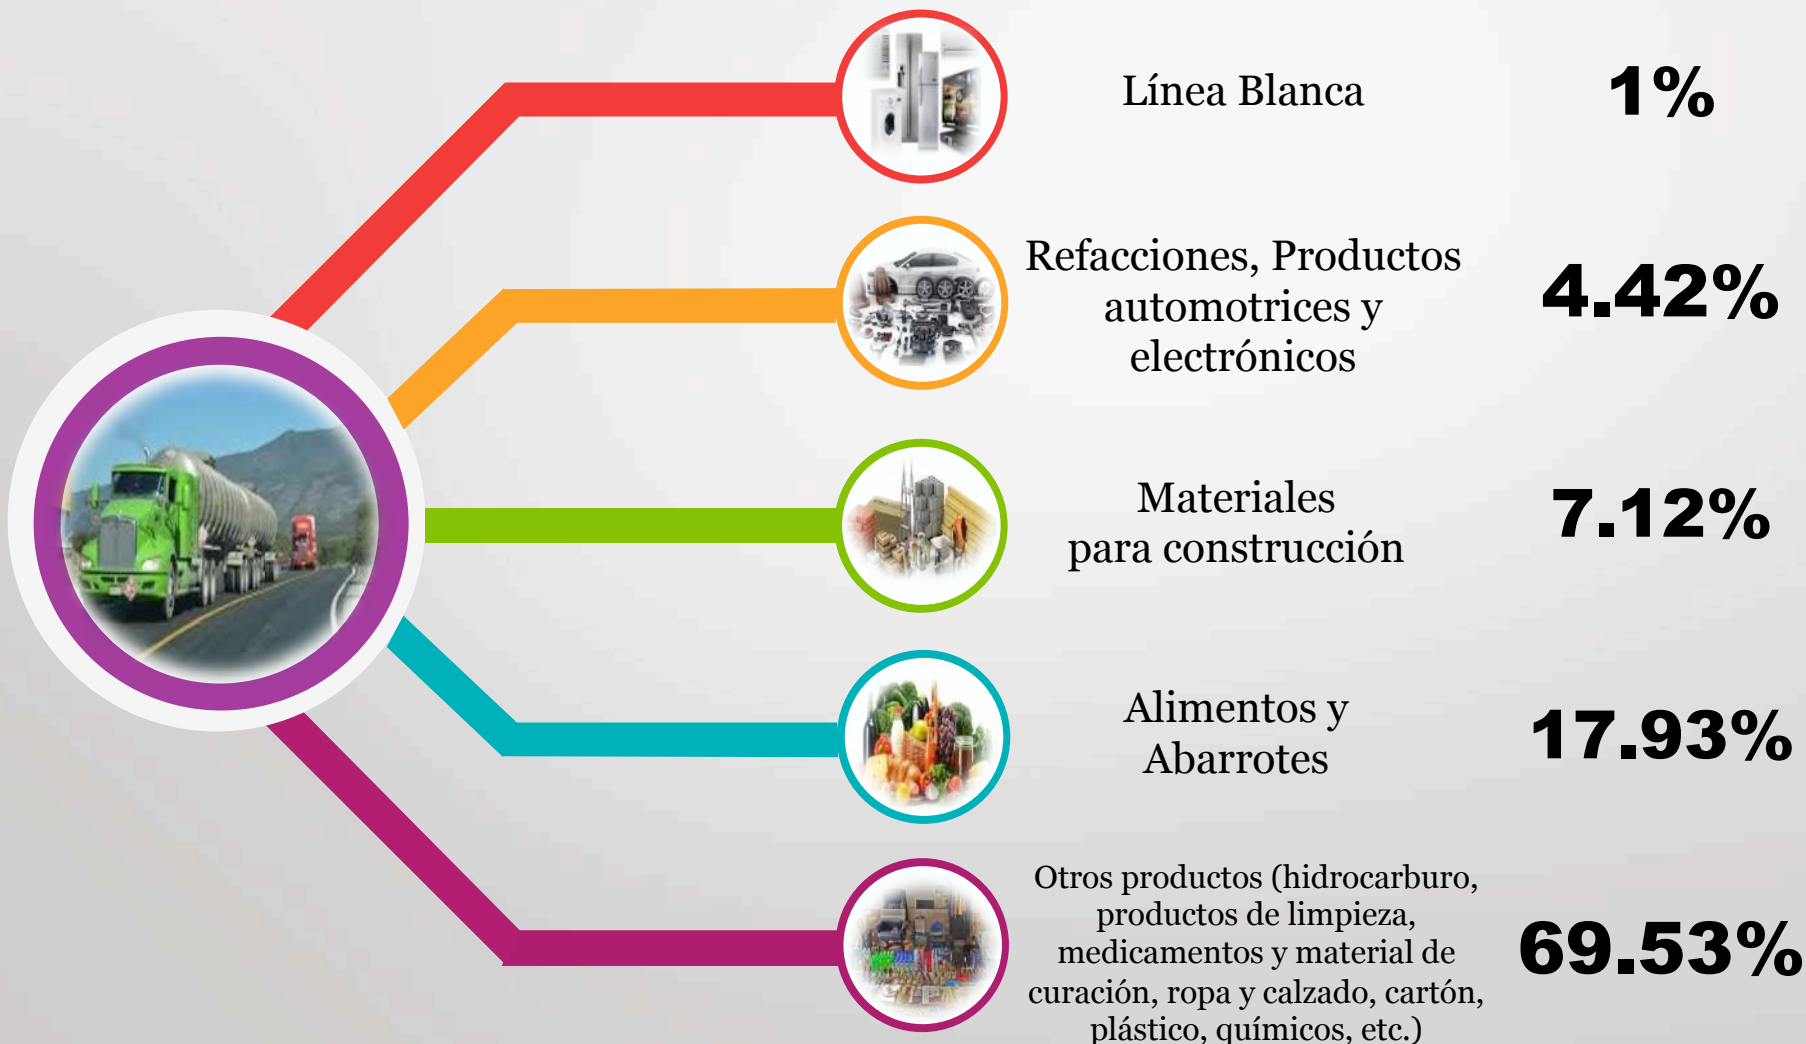 Línea Blanca
1%
Refacciones, Productos
automotrices y
electrónicos
4.42%
Materiales
para construcción
7.12%
Alimentos y
Abarrotes
17.93%
Otros productos (hidrocarburo,
productos de limpieza,
medicamentos y material de
curación, ropa y calzado, cartón,
plástico, químicos, etc.)
69.53%